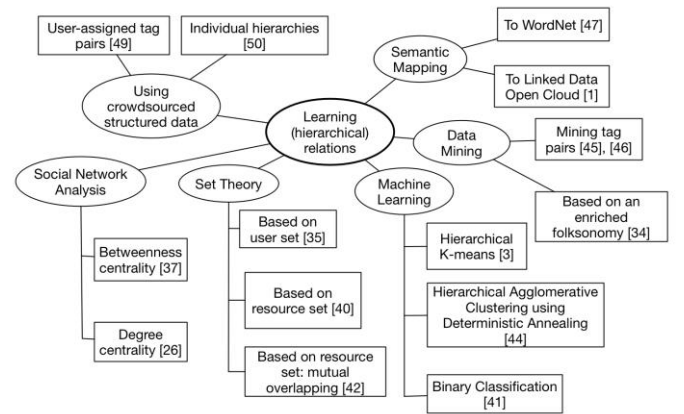 User-assigned tag
pairs [49]
Individual hierarchies
[50]
Using
crowdsourced
structured data
Semantic
Mapping
To WordNet [47]
To Linked Data
Open Cloud [1]
Learning
(hierarchical)
relations
Data
Mining
Mining tag
pairs [45], [46]
Based on an
enriched
folksonomy [34]
Social Network
Analysis
Betweenness
centrality [37]
Degree
centrality [26]
Set Theory
Based on
user set [35]
Based on
resource set [40]
Based on resource
set: mutual
overlapping [42]
Machine
Learning
Hierarchical
K-means [3]
Hierarchical Agglomerative
Clustering using
Deterministic Annealing
[44]
Binary Classification
[41]